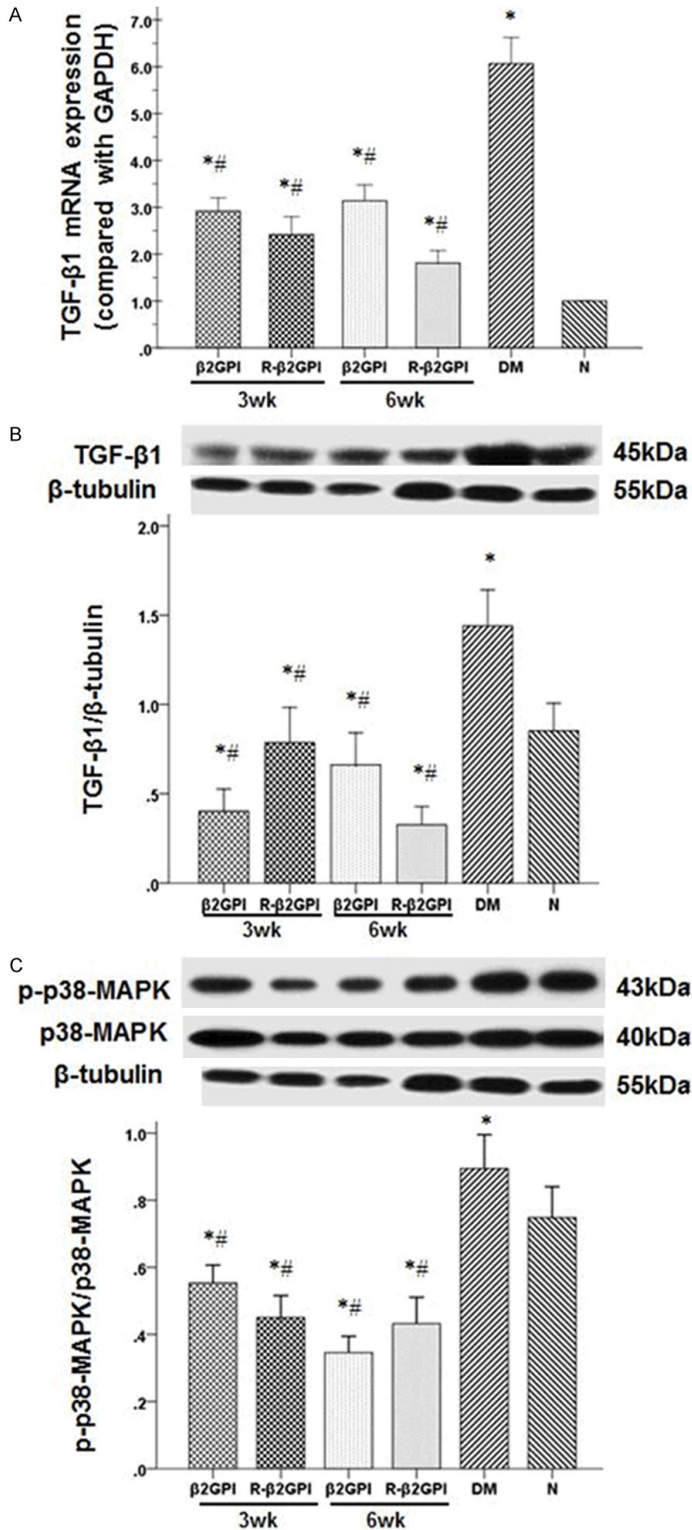 A
TGF-β1 mRNA expression
(compared with GAPDH)
7.0
6.0
5.0
4.0
3.0
2.0
1.0
.0
*#
*#
*#
*#
*
β2GPI R-β2GPI β2GPI R-β2GPI DM N
3wk 6wk
B
TGF-β1 45kDa
β-tubulin 55kDa
TGF-β1/β-tubulin
2.0
1.5
1.0
.5
.0
*#
*#
*#
*#
*
β2GPI R-β2GPI β2GPI R-β2GPI DM N
3wk 6wk
C
p-p38-MAPK 43kDa
p38-MAPK 40kDa
β-tubulin 55kDa
p-p38-MAPK/p38-MAPK
1.0
.8
.6
.4
.2
.0
*#
*#
*#
*#
*
β2GPI R-β2GPI β2GPI R-β2GPI DM N
3wk 6wk